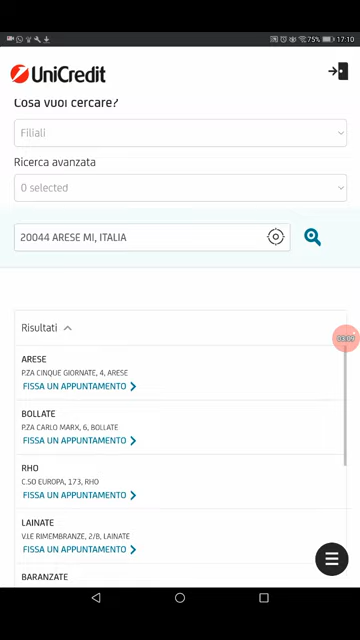 75% 17:10
UniCredit
Cosa vuoi cercare?
Filiali
Ricerca avanzata
0 selected
20044 ARESE MI, ITALIA
Risultati
03:07
ARESE
P.ZA CINQUE GIORNATE, 4, ARESE
FISSA UN APPUNTAMENTO
BOLLATE
P.ZA CARLO MARX, 6, BOLLATE
FISSA UN APPUNTAMENTO
RHO
C.SO EUROPA, 173, RHO
FISSA UN APPUNTAMENTO
LAINATE
V.LE RIMEMBRANZE, 2/B, LAINATE
FISSA UN APPUNTAMENTO
BARANZATE